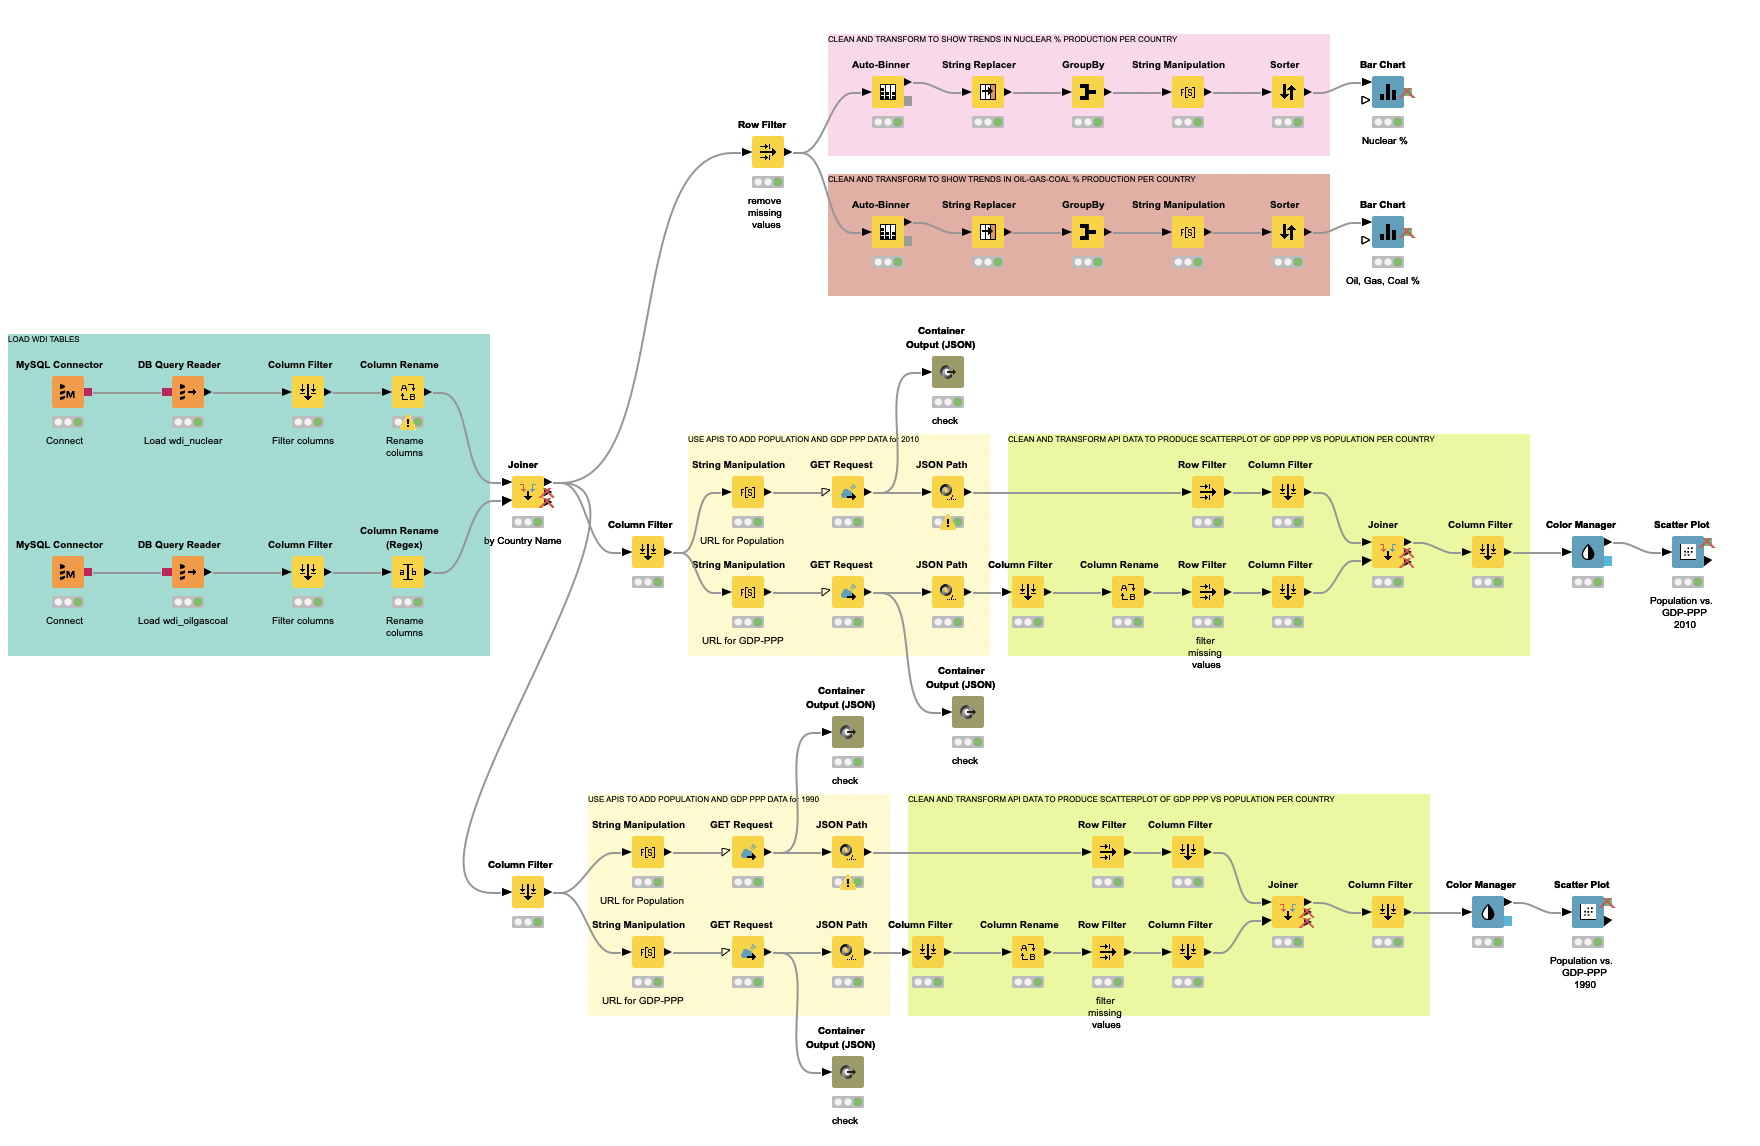 CLEAN AND TRANSFORM TO SHOW TRENDS IN NUCLEAR % PRODUCTION PER COUNTRY
Auto-Binner
String Replacer
GroupBy
String Manipulation
Sorter
Bar Chart
F[S]
Nuclear %
Row Filter
remove
missing
values
CLEAN AND TRANSFORM TO SHOW TRENDS IN OIL-GAS-COAL % PRODUCTION PER COUNTRY
Auto-Binner
String Replacer
GroupBy
String Manipulation
Sorter
Bar Chart
F[S]
Oil, Gas, Coal %
LOAD WDI TABLES
MySQL Connector
DB Query Reader
Column Filter
Column Rename
M
A
B
Connect
Load wdi_nuclear
Filter columns
Rename
columns
MySQL Connector
DB Query Reader
Column Filter
Column Rename
(Regex)
M
a b
Connect
Load wdi_oilgascoal
Filter columns
Rename
columns
Joiner
by Country Name
Container
Output (JSON)
check
Column Filter
USE APIS TO ADD POPULATION AND GDP PPP DATA for 2010
String Manipulation
GET Request
JSON Path
F[S]
URL for Population
String Manipulation
GET Request
JSON Path
F[S]
URL for GDP-PPP
Container
Output (JSON)
check
CLEAN AND TRANSFORM API DATA TO PRODUCE SCATTERPLOT OF GDP PPP VS POPULATION PER COUNTRY
Row Filter
Column Filter
Column Filter
Column Rename
Row Filter
Column Filter
A
B
filter
missing
values
Joiner
Column Filter
Color Manager
Scatter Plot
Population vs.
GDP-PPP
2010
Container
Output (JSON)
check
Column Filter
USE APIS TO ADD POPULATION AND GDP PPP DATA for 1990
String Manipulation
GET Request
JSON Path
F[S]
URL for Population
String Manipulation
GET Request
JSON Path
F[S]
URL for GDP-PPP
Container
Output (JSON)
check
CLEAN AND TRANSFORM API DATA TO PRODUCE SCATTERPLOT OF GDP PPP VS POPULATION PER COUNTRY
Row Filter
Column Filter
Column Filter
Column Rename
Row Filter
Column Filter
A
B
filter
missing
values
Joiner
Column Filter
Color Manager
Scatter Plot
Population vs.
GDP-PPP
1990